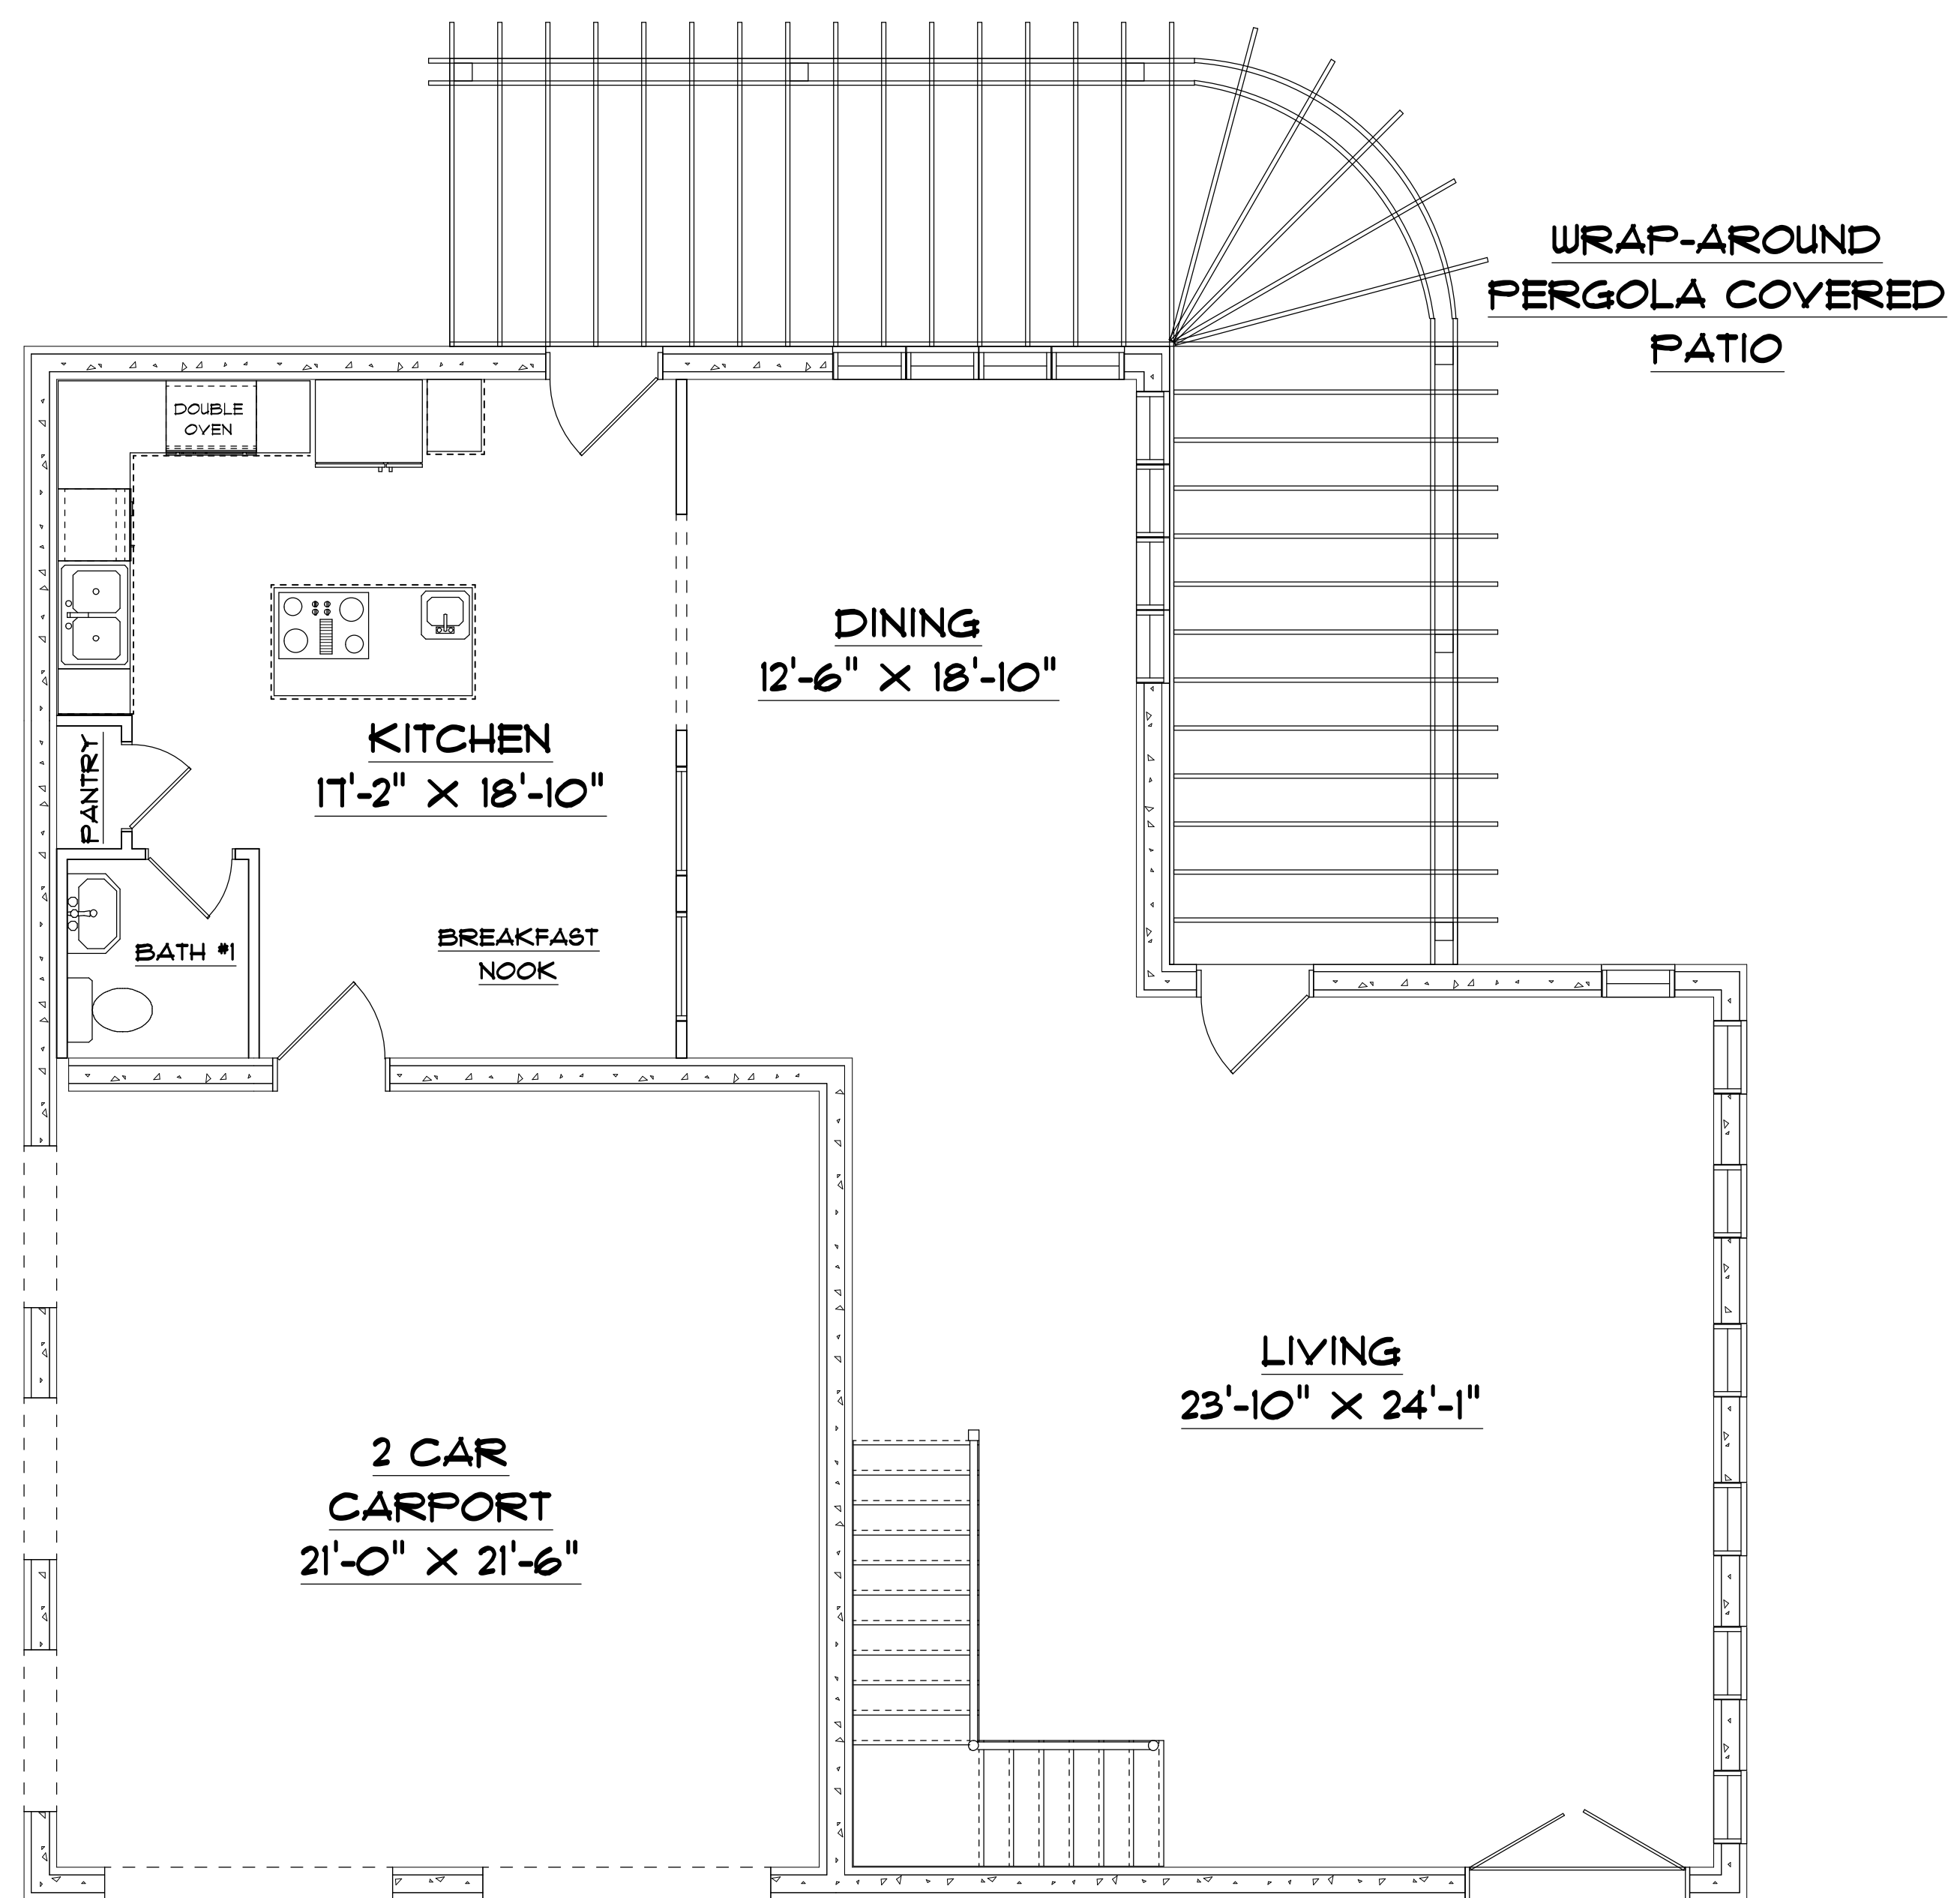 WRAP-AROUND
PERGOLA COVERED
PATIO
DOUBLE
OVEN
DINING
12'-6" X 18'-10"
KITCHEN
17'-2" X 18'-10"
PANTRY
BATH #1
BREAKFAST
NOOK
LIVING
23'-10" X 24'-1"
2 CAR
CARPORT
21'-0" X 21'-6"